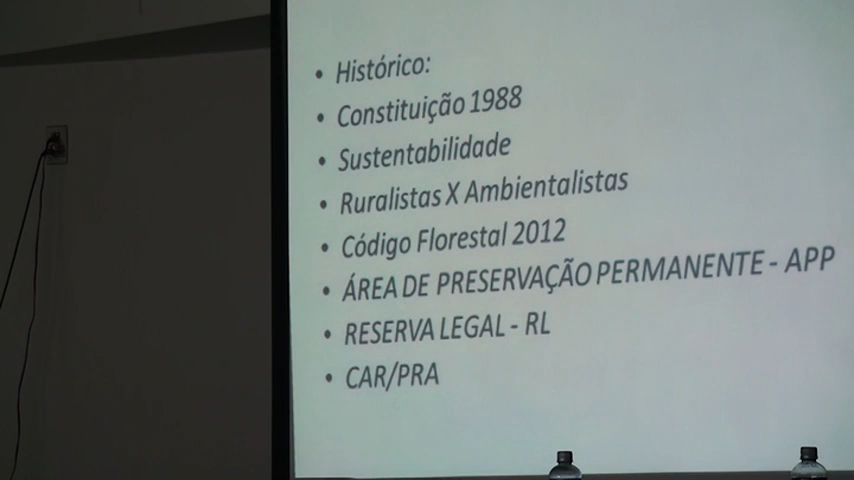 • Histórico:
• Constituição 1988
• Sustentabilidade
• Ruralistas X Ambientalistas
• Código Florestal 2012
• ÁREA DE PRESERVAÇÃO PERMANENTE - APP
• RESERVA LEGAL - RL
• CAR/PRA